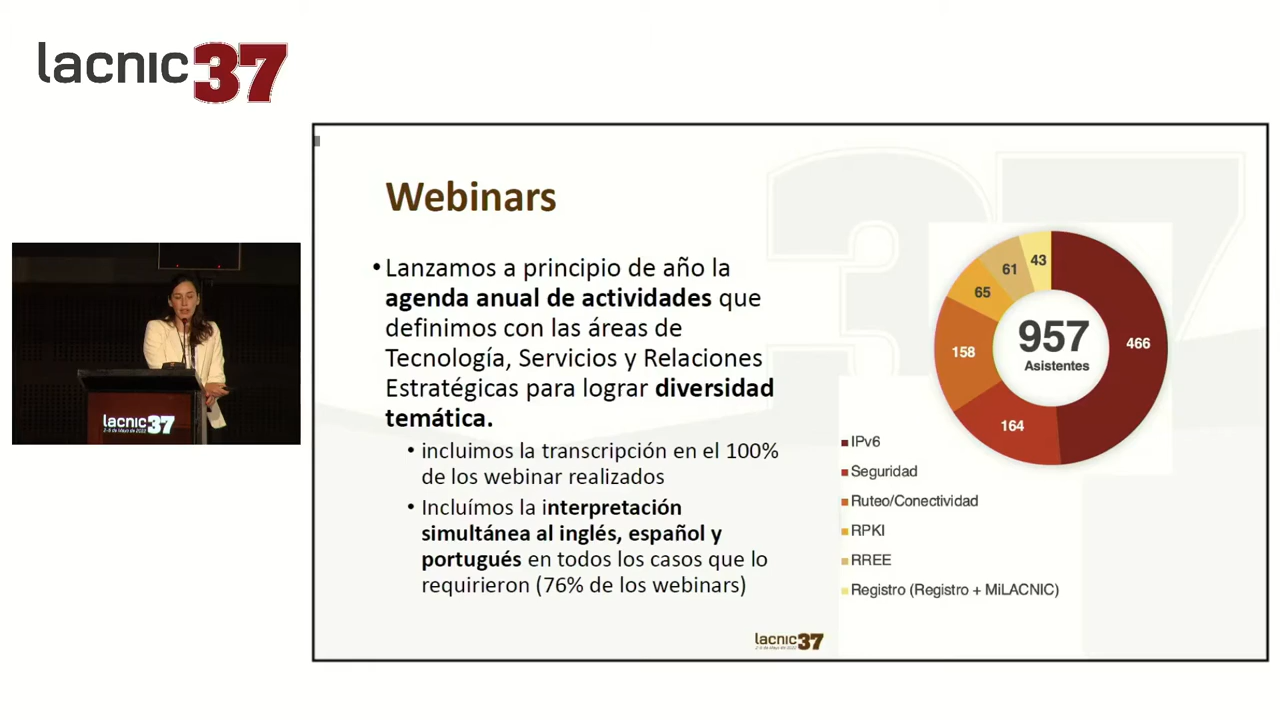 lacnic37
Webinars
• Lanzamos a principio de año la
agenda anual de actividades que
definimos con las áreas de
Tecnología, Servicios y Relaciones
Estratégicas para lograr diversidad
temática.
• incluimos la transcripción en el 100%
de los webinar realizados
• Incluímos la interpretación
simultánea al inglés, español y
portugués en todos los casos que lo
requirieron (76% de los webinars)
43
61
65
158
164
466
957
Asistentes
IPv6
Seguridad
Ruteo/Conectividad
RPKI
RREE
Registro (Registro + MiLACNIC)
lacnic37
lacnic37